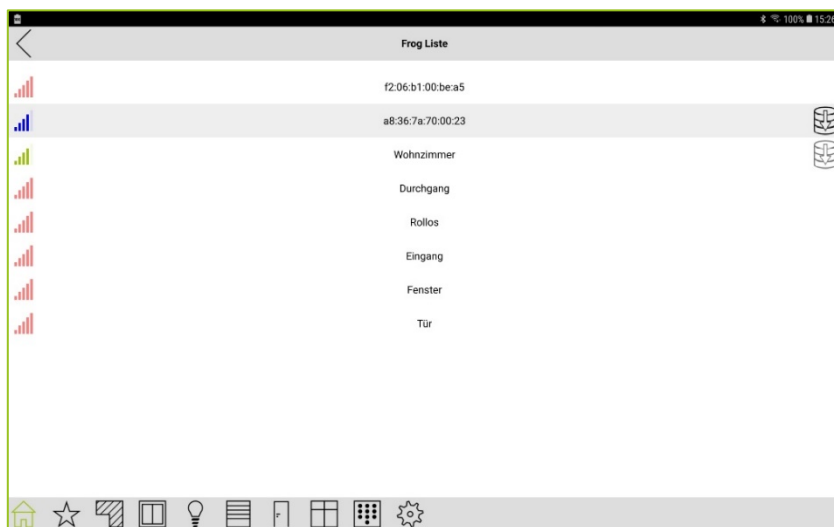 100% 15:26
Frog Liste
f2:06:b1:00:be:a5
a8:36:7a:70:00:23
Wohnzimmer
Durchgang
Rollos
Eingang
Fenster
Tür